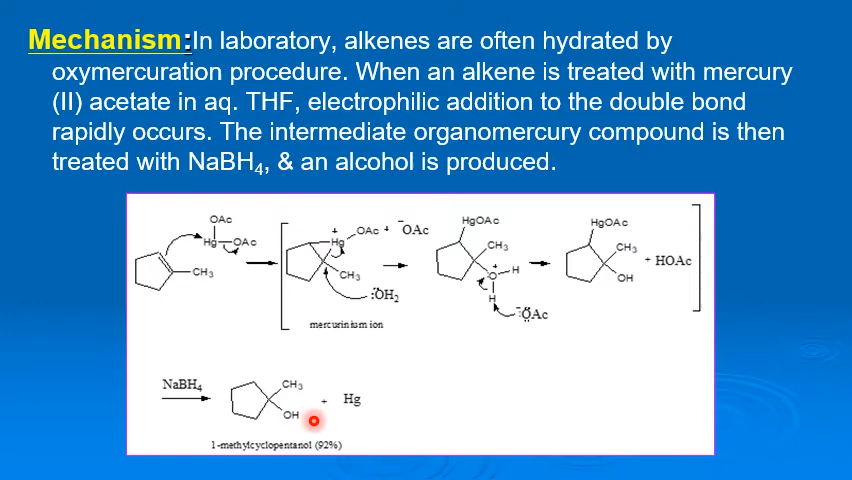 Mechanism:In laboratory, alkenes are often hydrated by
oxymercuration procedure. When an alkene is treated with mercury
(II) acetate in aq. THF, electrophilic addition to the double bond
rapidly occurs. The intermediate organomercury compound is then
treated with NaBH₄, & an alcohol is produced.
OAc
Hg—OAc
CH₃
+
Hg
OAc + ⁻OAc
CH₃
:ÖH₂
mercurinium ion
HgOAc
CH₃
+
:O—H
H
⁻:ÖAc
HgOAc
CH₃
OH
+ HOAc
NaBH₄
CH₃
OH
+ Hg
1-methylcyclopentanol (92%)